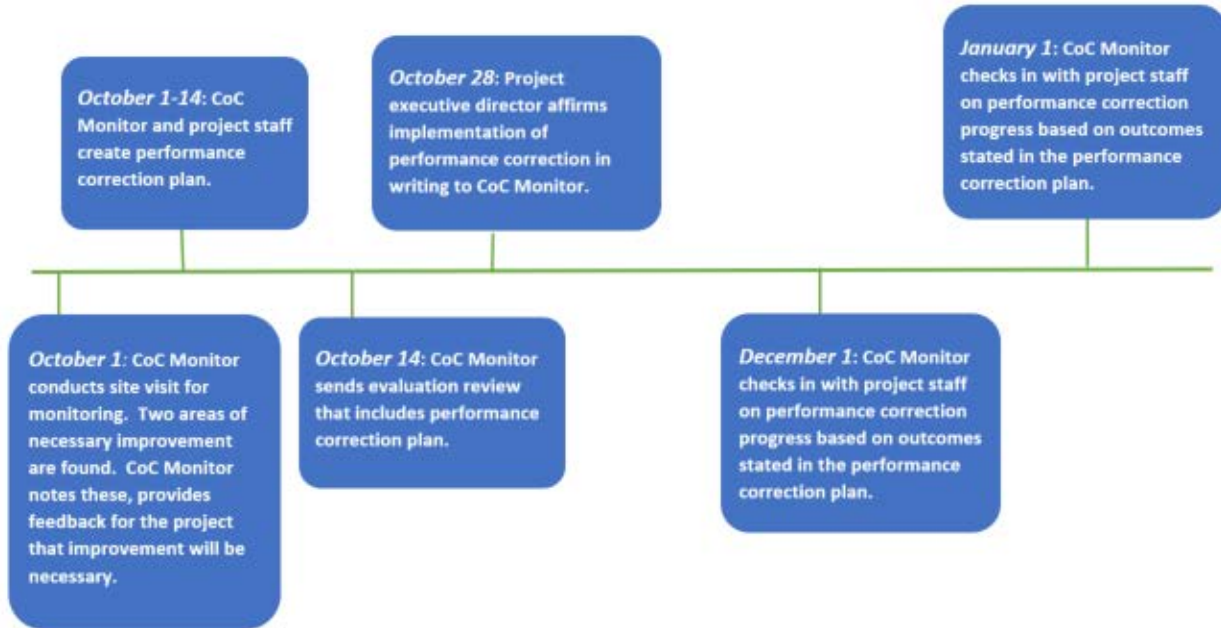 October 1-14: CoC
Monitor and project staff
create performance
correction plan.
October 28: Project
executive director affirms
implementation of
performance correction in
writing to CoC Monitor.
January 1: CoC Monitor
checks in with project staff
on performance correction
progress based on outcomes
stated in the performance
correction plan.
October 1: CoC Monitor
conducts site visit for
monitoring. Two areas of
necessary improvement
are found. CoC Monitor
notes these, provides
feedback for the project
that improvement will be
necessary.
October 14: CoC Monitor
sends evaluation review
that includes performance
correction plan.
December 1: CoC Monitor
checks in with project staff
on performance correction
progress based on outcomes
stated in the performance
correction plan.